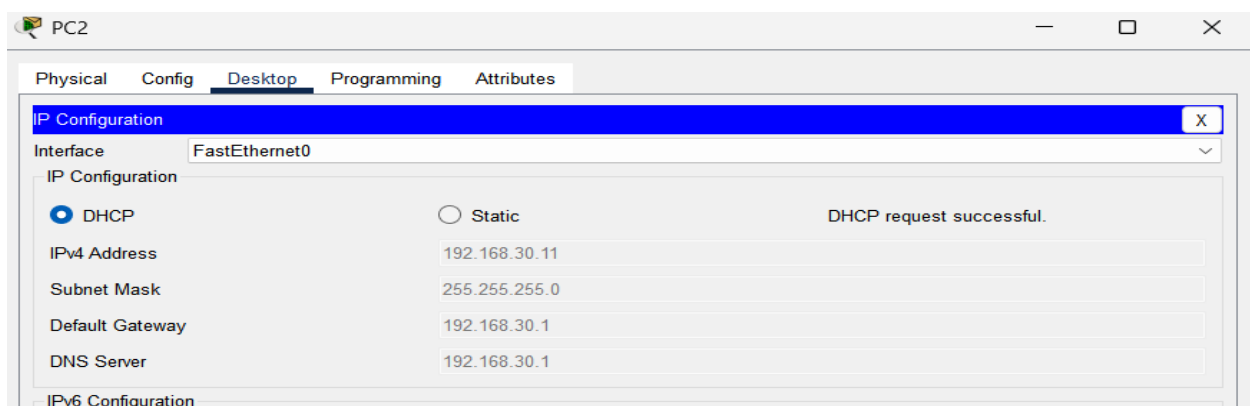 PC2
Physical Config Desktop Programming Attributes
IP Configuration X
Interface FastEthernet0
IP Configuration
DHCP Static DHCP request successful.
IPv4 Address 192.168.30.11
Subnet Mask 255.255.255.0
Default Gateway 192.168.30.1
DNS Server 192.168.30.1
IPv6 Configuration